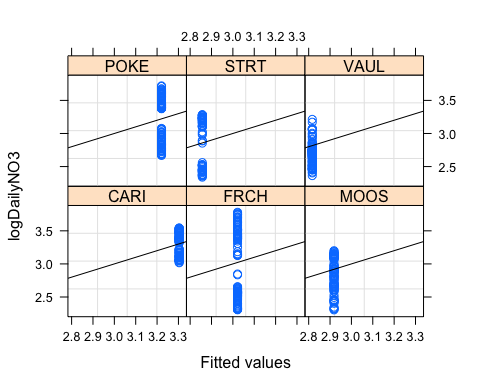 2.8 2.9 3.0 3.1 3.2 3.3
POKE STRT VAUL
3.5
3.0
2.5
CARI FRCH MOOS
3.5
3.0
2.5
2.8 2.9 3.0 3.1 3.2 3.3 2.8 2.9 3.0 3.1 3.2 3.3
logDailyNO3
Fitted values